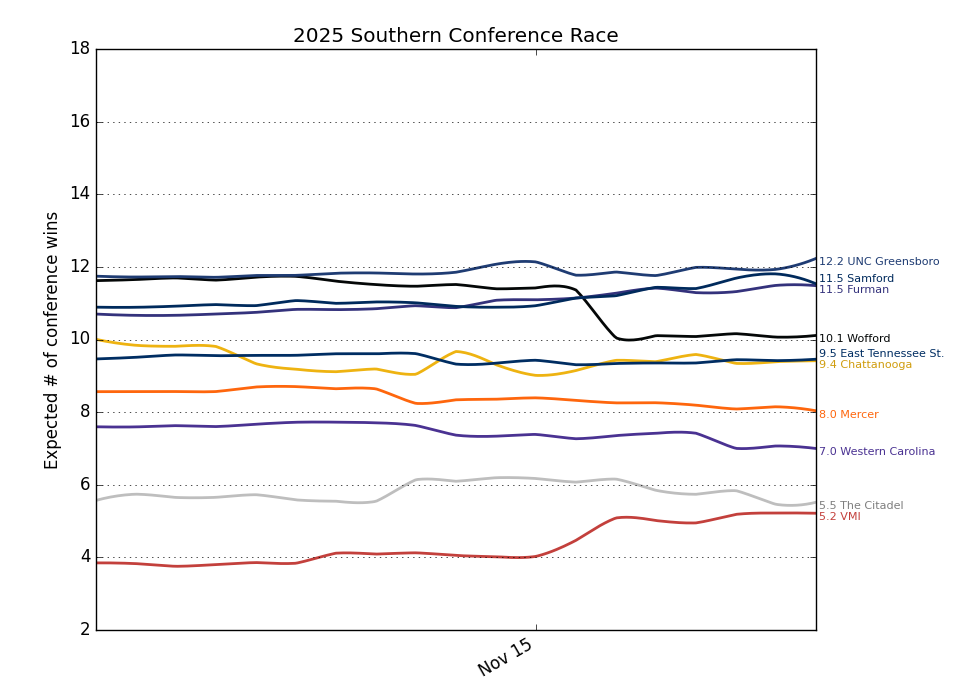 2025 Southern Conference Race
Expected # of conference wins
18
16
14
12
10
8
6
4
2
Nov 15
12.2 UNC Greensboro
11.5 Samford
11.5 Furman
10.1 Wofford
9.5 East Tennessee St.
9.4 Chattanooga
8.0 Mercer
7.0 Western Carolina
5.5 The Citadel
5.2 VMI